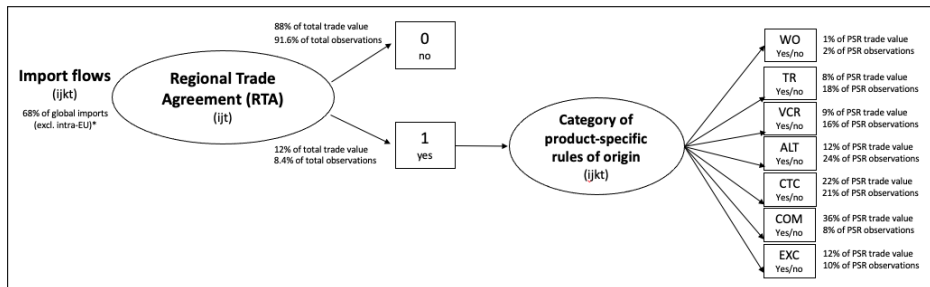 Import flows
(ijkt)
68% of global imports
(excl. intra-EU)*
Regional Trade
Agreement (RTA)
(ijt)
88% of total trade value
91.6% of total observations
0
no
12% of total trade value
8.4% of total observations
1
yes
Category of
product-specific
rules of origin
(ijkt)
WO
Yes/no
1% of PSR trade value
2% of PSR observations
TR
Yes/no
8% of PSR trade value
18% of PSR observations
VCR
Yes/no
9% of PSR trade value
16% of PSR observations
ALT
Yes/no
12% of PSR trade value
24% of PSR observations
CTC
Yes/no
22% of PSR trade value
21% of PSR observations
COM
Yes/no
36% of PSR trade value
8% of PSR observations
EXC
Yes/no
12% of PSR trade value
10% of PSR observations